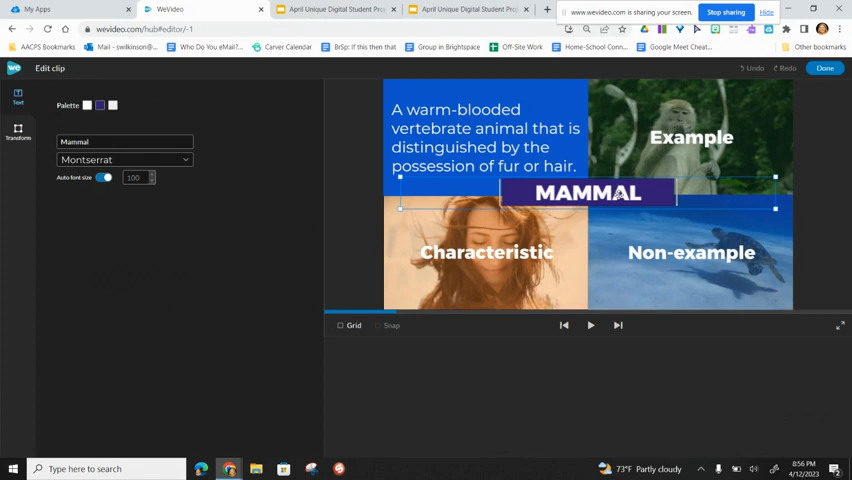 My Apps
WeVideo
April Unique Digital Student Pro
April Unique Digital Student Pro
www.wevideo.com is sharing your screen.
Stop sharing
Hide
wevideo.com/hub#editor/-1
AACPS Bookmarks
Mail - swilkinson@...
Who Do You eMail?...
Carver Calendar
BrSp: If this then that
Group in Brightspace
Off-Site Work
Home-School Conn...
Google Meet Cheat...
Other bookmarks
we
Edit clip
Undo
Redo
Done
Text
Palette
Transform
Mammal
Montserrat
Auto font size
100
A warm-blooded
vertebrate animal that is
distinguished by the
possession of fur or hair.
Example
MAMMAL
Characteristic
Non-example
Grid
Snap
Type here to search
73°F Partly cloudy
8:56 PM
4/12/2023
2